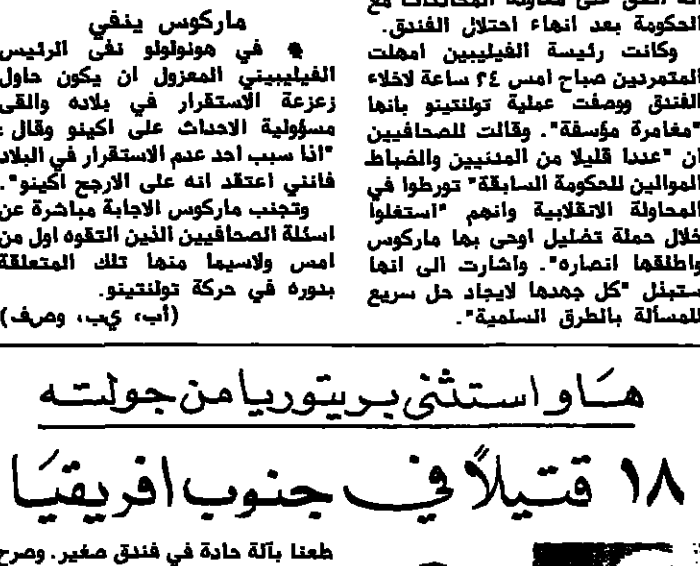 انه اتفق على معاملة المحاندات مع
الحكومة بعد انهاء احتلال الفندق.
وكانت رئيسة الفيليبين امهلت
المتمردين صباح امس ٢٤ ساعة لاخلاء
الفندق ووصفت عملية تولنتينو بانها
"مغامرة مؤسفة". وقالت للصحافيين
ان "عددا قليلا من المدنيين والضباط
الموالين للحكومة السابقة" تورطوا في
المحاولة الانقلابية وانهم "استغلوا
خلال حملة تضليل اوحى بها ماركوس
واطلقها انصاره". واشارت الى انها
ستبذل "كل جهدها لايجاد حل سريع
للمسألة بالطرق السلمية".
ماركوس ينفي
● في هونولولو نفى الرئيس
الفيليبيني المعزول ان يكون حاول
زعزعة الاستقرار في بلاده والقى
مسؤولية الاحداث على اكينو وقال:
"اذا سبب احد عدم الاستقرار في البلاد
فانني اعتقد انه على الارجح اكينو".
وتجنب ماركوس الاجابة مباشرة عن
اسئلة الصحافيين الذين التقوه اول من
امس ولاسيما منها تلك المتعلقة
بدوره في حركة تولنتينو.
(أب، يب، وصف)
هاو استثنى بريتوريا من جولته
١٨ قتيلاً في جنوب افريقيا
طعنا بآلة حادة في فندق صغير. وصرح